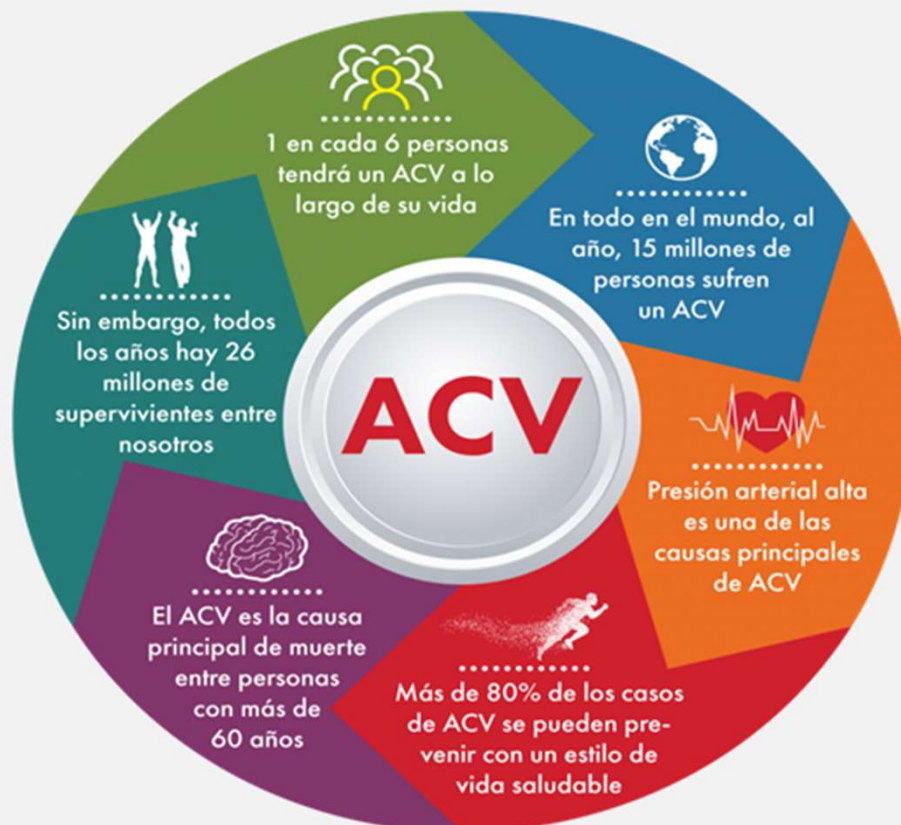 1 en cada 6 personas
tendrá un ACV a lo
largo de su vida
En todo en el mundo, al
año, 15 millones de
personas sufren
un ACV
Presión arterial alta
es una de las
causas principales
de ACV
Más de 80% de los casos
de ACV se pueden pre-
venir con un estilo de
vida saludable
El ACV es la causa
principal de muerte
entre personas
con más de
60 años
Sin embargo, todos
los años hay 26
millones de
supervivientes entre
nosotros
ACV